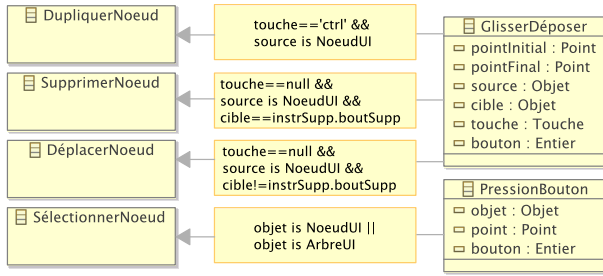 DupliquerNoeud
touche=='ctrl' &&
source is NoeudUI
GlisserDéposer
pointInitial : Point
pointFinal : Point
source : Objet
cible : Objet
touche : Touche
bouton : Entier
SupprimerNoeud
touche==null &&
source is NoeudUI &&
cible==instrSupp.boutSupp
DéplacerNoeud
touche==null &&
source is NoeudUI &&
cible!=instrSupp.boutSupp
SélectionnerNoeud
objet is NoeudUI ||
objet is ArbreUI
PressionBouton
objet : Objet
point : Point
bouton : Entier